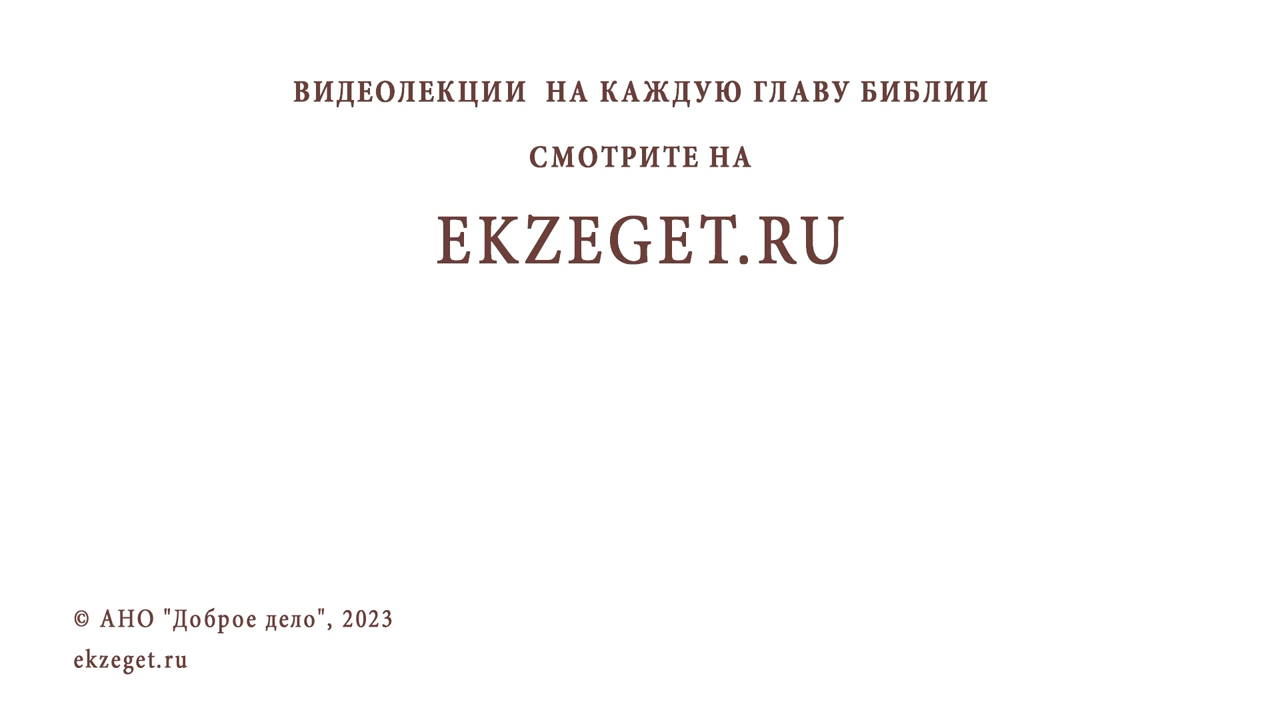 ВИДЕОЛЕКЦИИ НА КАЖДУЮ ГЛАВУ БИБЛИИ
СМОТРИТЕ НА
EKZEGET.RU
© АНО "Доброе дело", 2023
ekzeget.ru